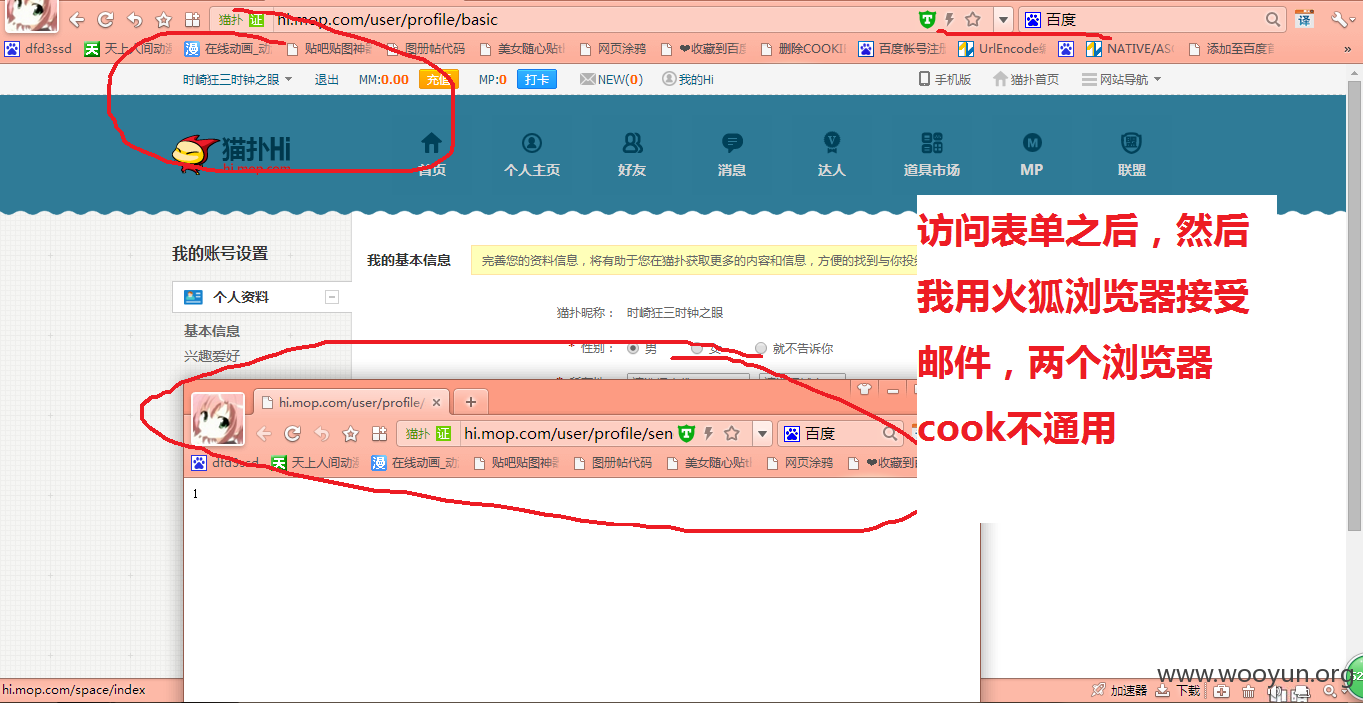 猫扑 证 hi.mop.com/user/profile/basic 百度 译
dfd3ssd 天上人间动 在线动画_动 贴吧贴图神 图册帖代码 美女随心贴 网页涂鸦 ❤收藏到百 删除COOKI 百度帐号注 UrlEncode编 NATIVE/ASC 添加至百度 »
时崎狂三时钟之眼 退出 MM:0.00 充值 MP:0 打卡 NEW(0) 我的Hi 手机版 猫扑首页 网站导航
猫扑Hi
hi.mop.com
首页 个人主页 好友 消息 达人 道具市场 MP 联盟
我的账号设置
个人资料
基本信息
兴趣爱好
我的基本信息
完善您的资料信息，将有助于您在猫扑获取更多的内容和信息，方便的找到与你投
猫扑昵称： 时崎狂三时钟之眼
* 性别： 男 女 就不告诉你
访问表单之后，然后
我用火狐浏览器接受
邮件，两个浏览器
cook不通用
hi.mop.com/user/profile/ × +
猫扑 证 hi.mop.com/user/profile/sen 百度
dfd3ssd 天上人间动 在线动画_动 贴吧贴图神 图册帖代码 美女随心贴 网页涂鸦 ❤收藏到百
1
www.wooyun.org
hi.mop.com/space/index
加速器 下载